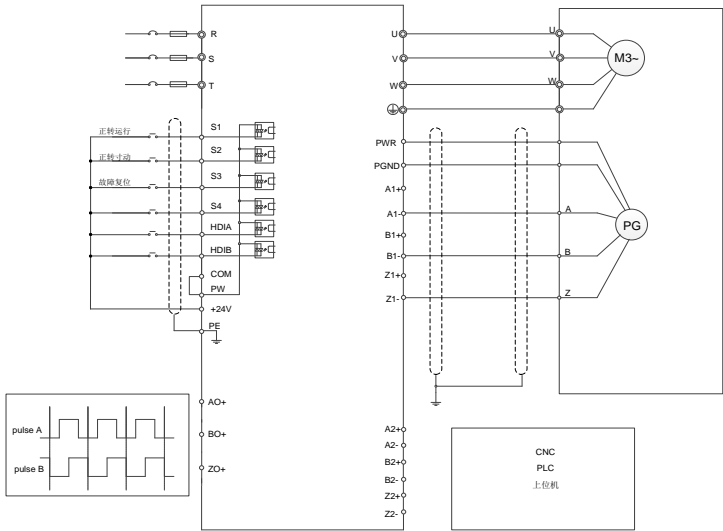 R
S
T
正转运行
S1
正转寸动
S2
故障复位
S3
S4
HDIA
HDIB
COM
PW
+24V
PE
AO+
BO+
ZO+
pulse A
pulse B
U
V
W
PWR
PGND
A1+
A1-
B1+
B1-
Z1+
Z1-
A2+
A2-
B2+
B2-
Z2+
Z2-
U
V
W
M3~
A
B
Z
PG
CNC
PLC
上位机